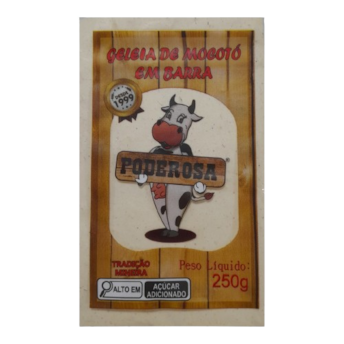 GELEIA DE MOCOTÓ
EM BARRA
DESDE
1999
PODEROSA
TRADIÇÃO
MINEIRA
Peso Líquido:
250g
ALTO EM
AÇÚCAR
ADICIONADO